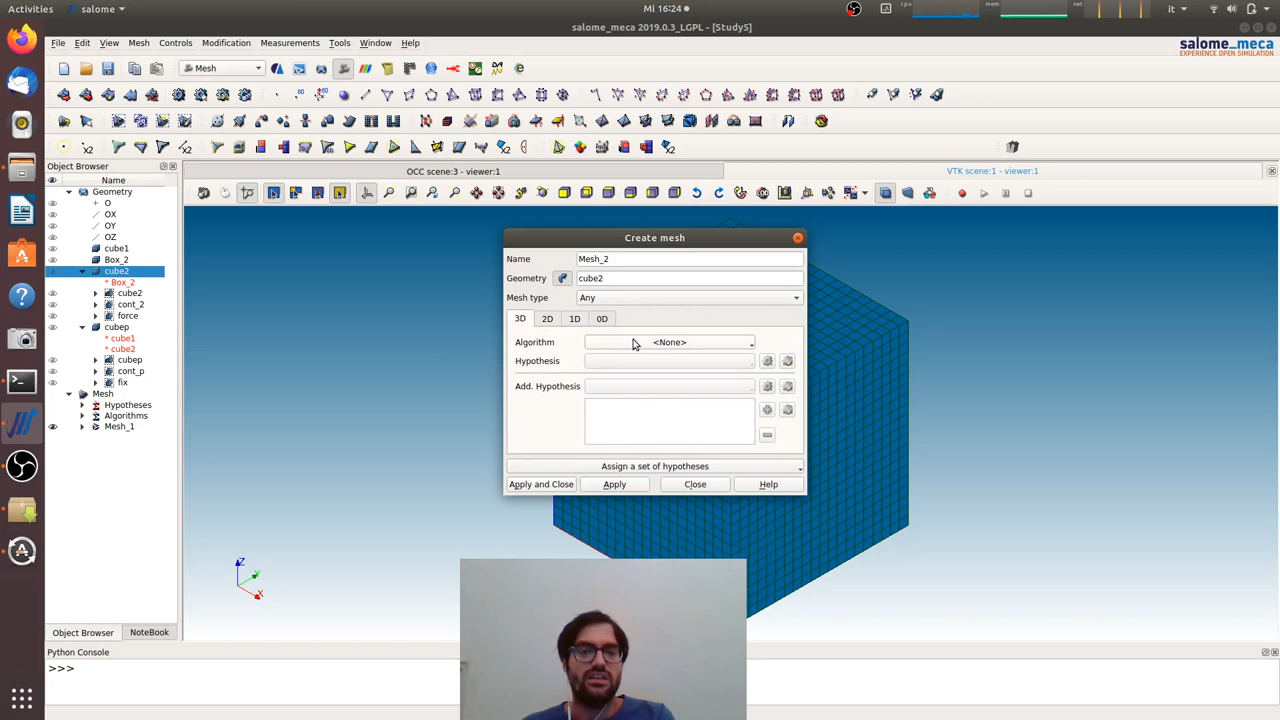 Activities
salome
Mi 16:24
cpu
mem
net
it
salome_meca 2019.0.3_LGPL - [Study5]
File Edit View Mesh Controls Modification Measurements Tools Window Help
salome_meca
EXPERIENCE OPEN SIMULATION
Mesh
Object Browser
Name
Geometry
O
OX
OY
OZ
cube1
Box_2
cube2
* Box_2
cube2
cont_2
force
cubep
* cube1
* cube2
cubep
cont_p
fix
Mesh
Hypotheses
Algorithms
Mesh_1
Object Browser NoteBook
OCC scene:3 - viewer:1
VTK scene:1 - viewer:1
Create mesh
Name Mesh_2
Geometry cube2
Mesh type Any
3D 2D 1D 0D
Algorithm <None>
Hypothesis
Add. Hypothesis
Assign a set of hypotheses
Apply and Close Apply Close Help
Z
Y
X
Python Console
>>>